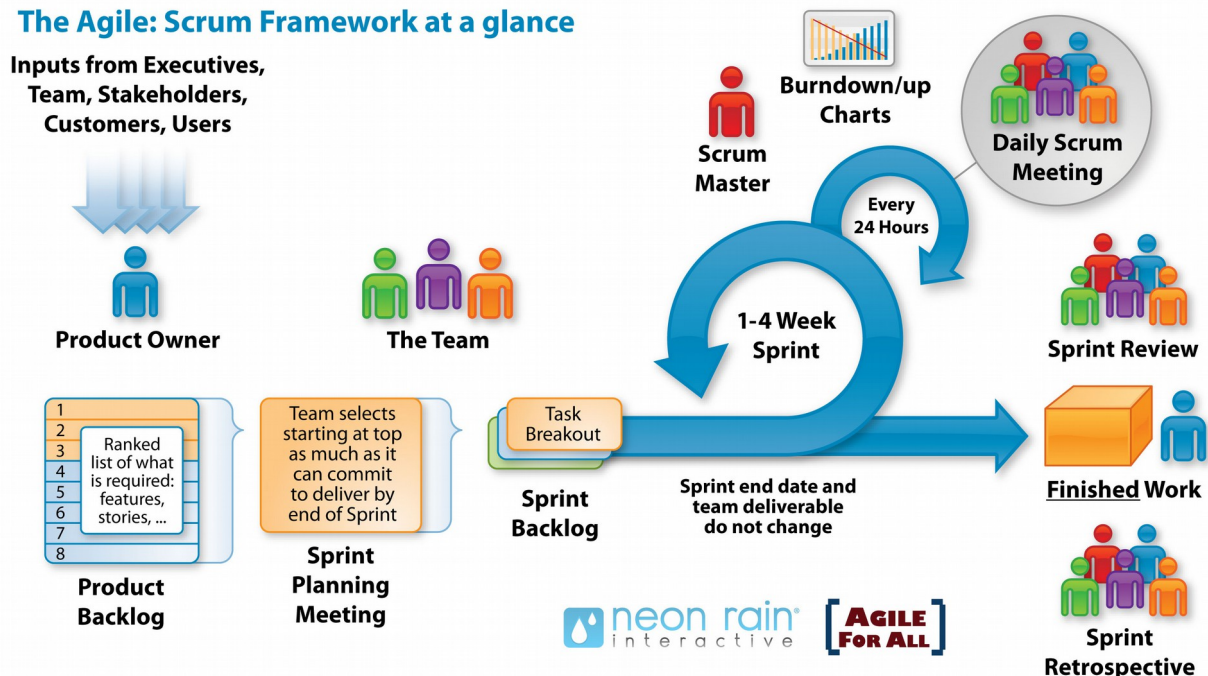 The Agile: Scrum Framework at a glance
Inputs from Executives,
Team, Stakeholders,
Customers, Users
Product Owner
The Team
Scrum
Master
Burndown/up
Charts
Daily Scrum
Meeting
Every
24 Hours
1-4 Week
Sprint
Sprint Review
1
2
3
4
5
6
7
8
Ranked
list of what
is required:
features,
stories, ...
Product
Backlog
Team selects
starting at top
as much as it
can commit
to deliver by
end of Sprint
Sprint
Planning
Meeting
Task
Breakout
Sprint
Backlog
Sprint end date and
team deliverable
do not change
Finished Work
Sprint
Retrospective
neon rain
interactive
AGILE
FOR ALL